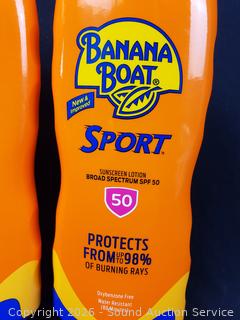 BANANA
BOAT®
New &
Improved
SPORT®
SUNSCREEN LOTION
BROAD SPECTRUM SPF 50
50
PROTECTS
FROM UP TO 98%
OF BURNING RAYS
Oxybenzone Free
Water Resistant
Copyright 2026 - Sound Auction Service